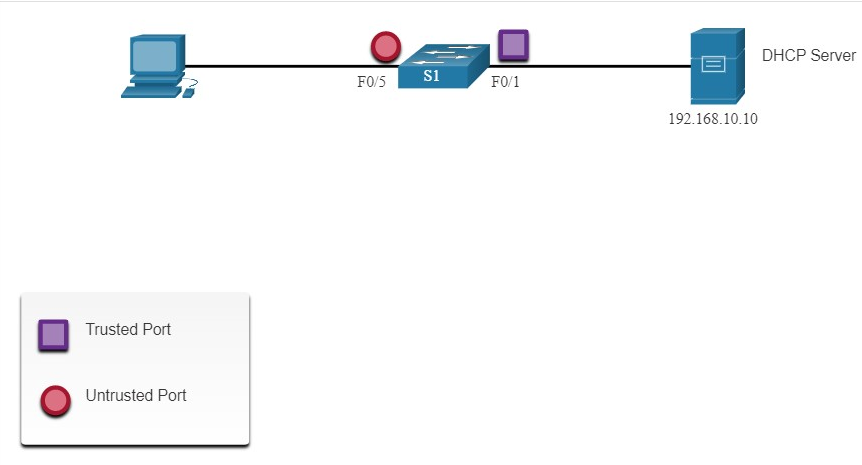 DHCP Server
F0/5
S1
F0/1
192.168.10.10
Trusted Port
Untrusted Port